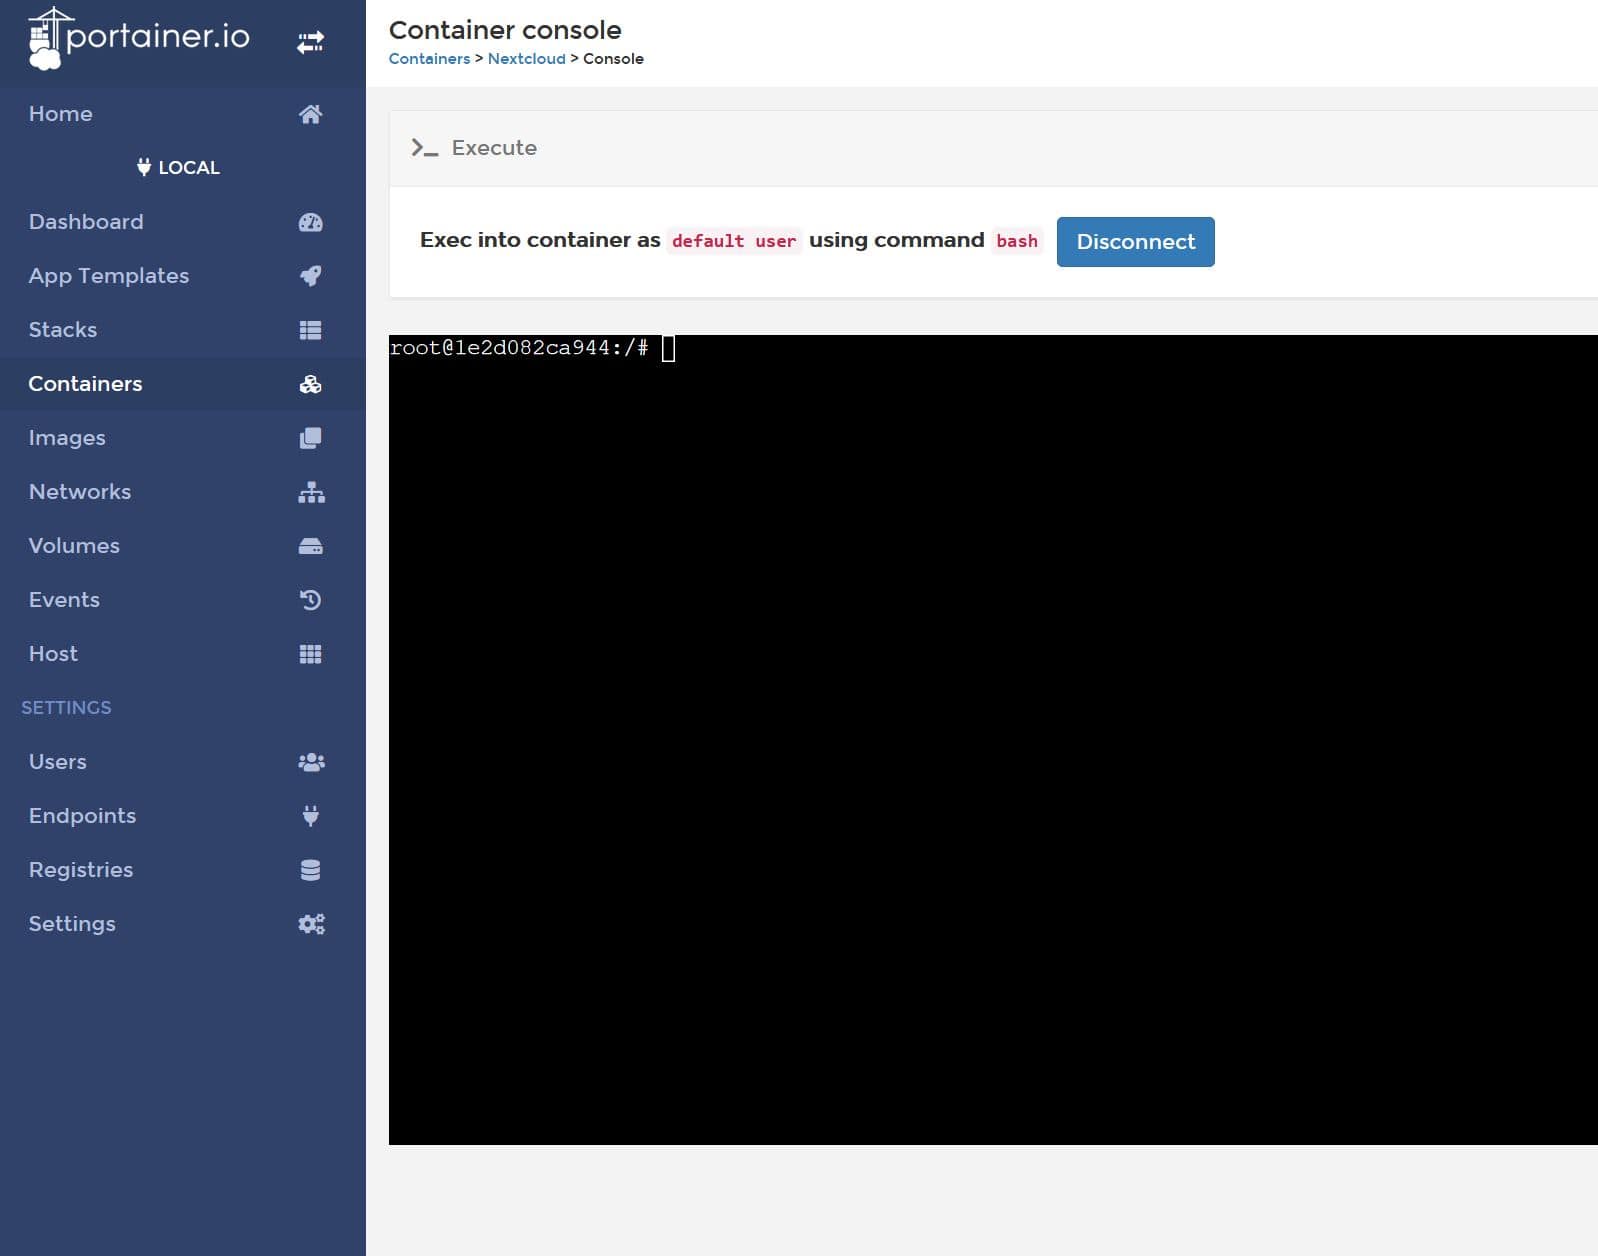 portainer.io
Home
LOCAL
Dashboard
App Templates
Stacks
Containers
Images
Networks
Volumes
Events
Host
SETTINGS
Users
Endpoints
Registries
Settings
Container console
Containers > Nextcloud > Console
>_ Execute
Exec into container as default user using command bash Disconnect
root@1e2d082ca944:/#